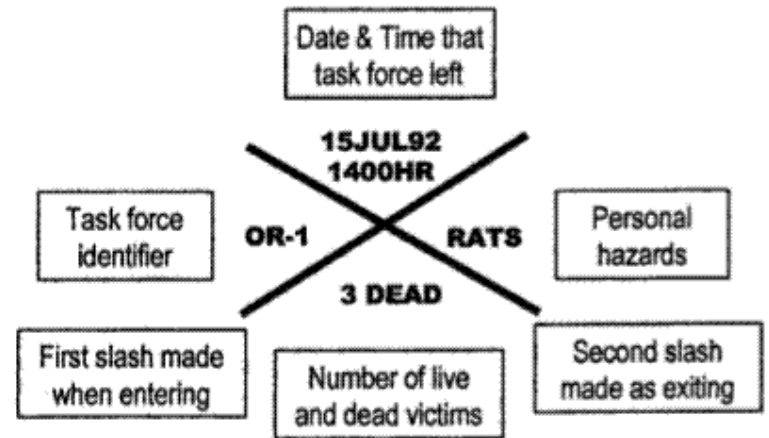 Date & Time that
task force left
15JUL92
1400HR
Task force
identifier
OR-1
RATS
Personal
hazards
3 DEAD
First slash made
when entering
Number of live
and dead victims
Second slash
made as exiting